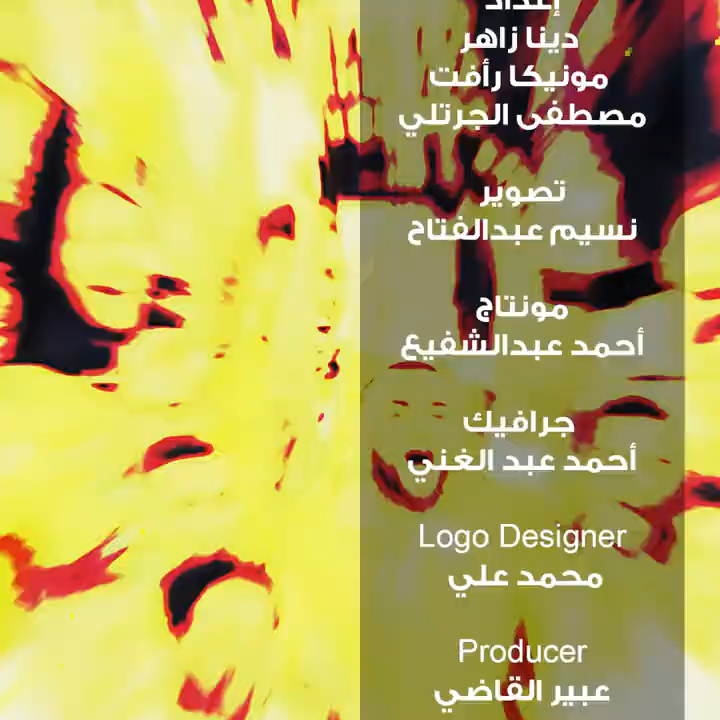 إعداد
دينا زاهر
مونيكا رأفت
مصطفى الجرتلي
تصوير
نسيم عبدالفتاح
مونتاج
أحمد عبدالشفيع
جرافيك
أحمد عبد الغني
Logo Designer
محمد علي
Producer
عبير القاضي